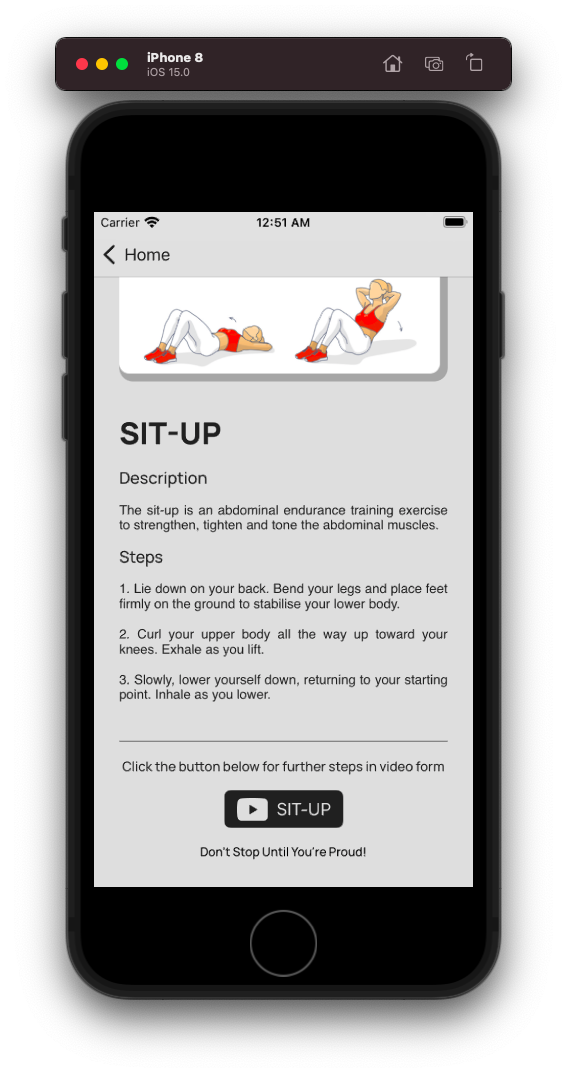 iPhone 8
iOS 15.0
Carrier 12:51 AM
Home
SIT-UP
Description
The sit-up is an abdominal endurance training exercise
to strengthen, tighten and tone the abdominal muscles.
Steps
1. Lie down on your back. Bend your legs and place feet
firmly on the ground to stabilise your lower body.
2. Curl your upper body all the way up toward your
knees. Exhale as you lift.
3. Slowly, lower yourself down, returning to your starting
point. Inhale as you lower.
Click the button below for further steps in video form
SIT-UP
Don't Stop Until You're Proud!